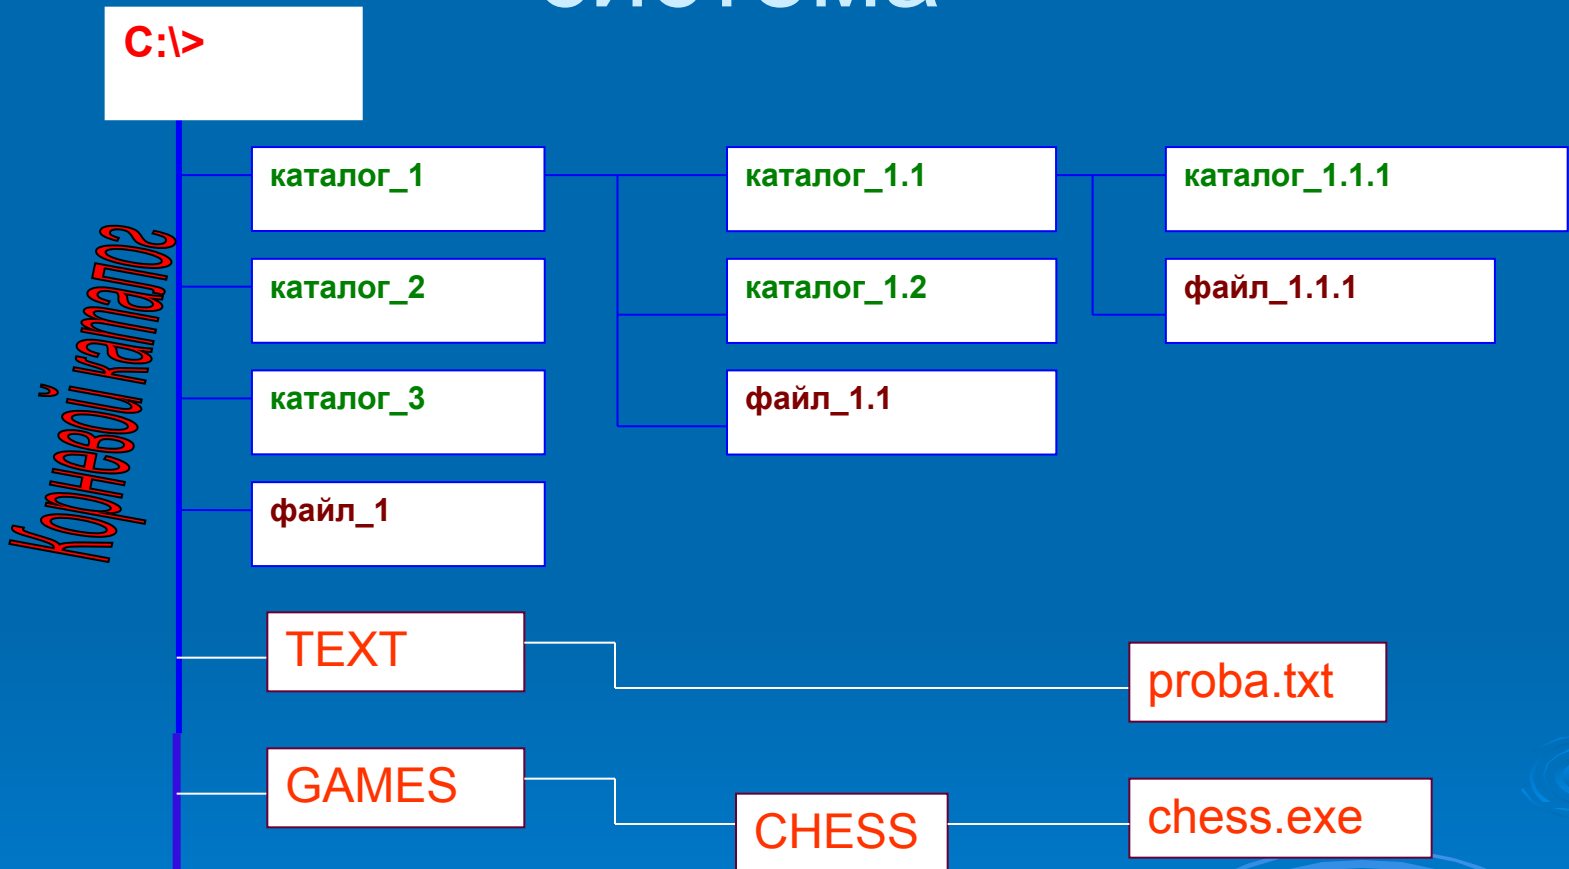 система
C:\>
Корневой каталог
каталог_1
каталог_1.1
каталог_1.1.1
каталог_2
каталог_1.2
файл_1.1.1
каталог_3
файл_1.1
файл_1
TEXT
proba.txt
GAMES
CHESS
chess.exe